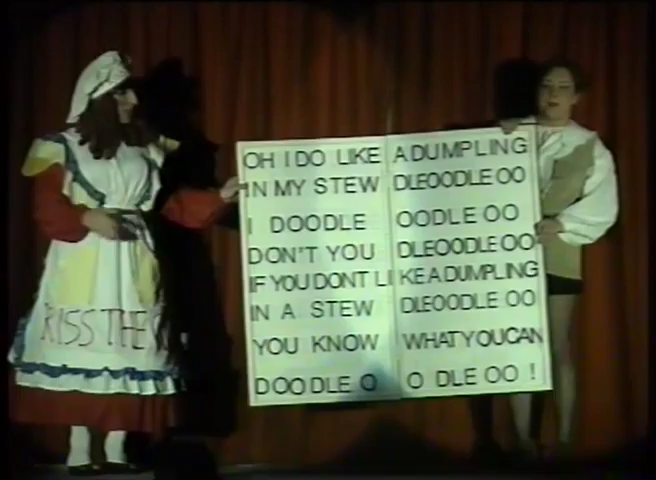 OH I DO LIKE A DUMPLING
IN MY STEW DLEOODLE OO
I DOODLE OODLE OO
DON'T YOU DLEOODLE OO
IF YOU DONT LIKE A DUMPLING
IN A STEW DLEOODLE OO
YOU KNOW WHAT YOU CAN
DOODLE O O DLE OO !
KISS THE